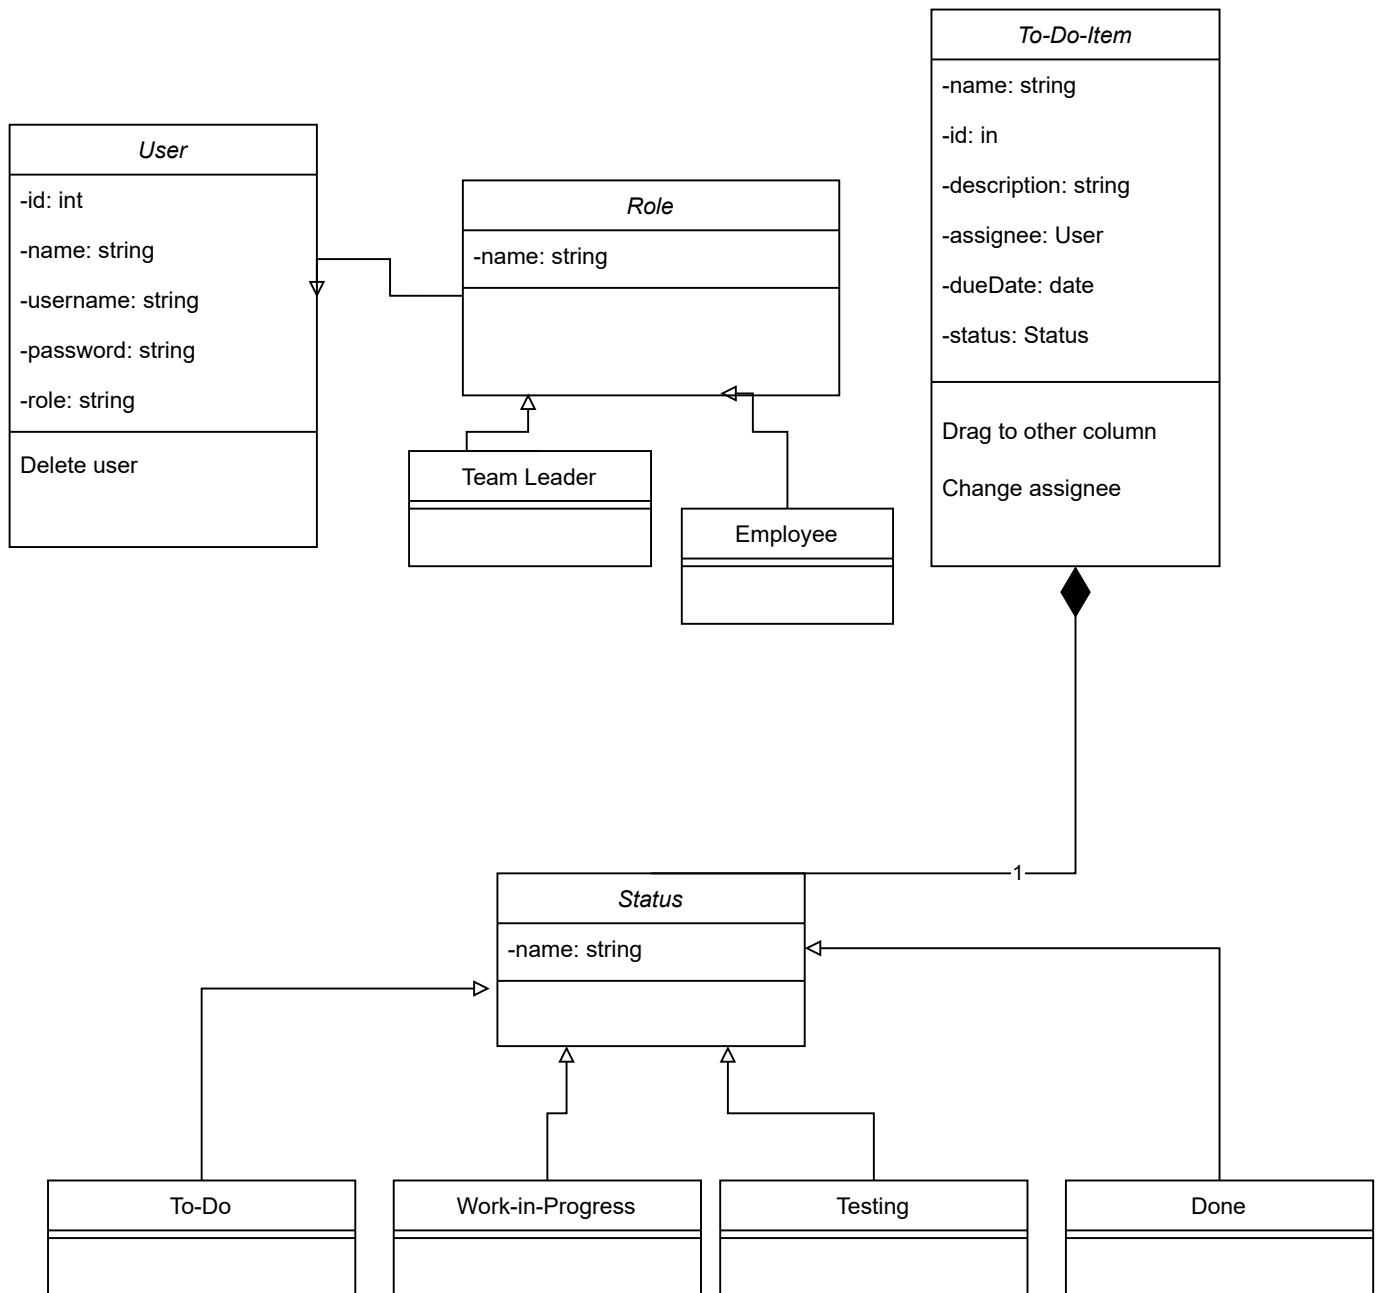 To-Do-Item
-name: string
-id: in
-description: string
-assignee: User
-dueDate: date
-status: Status
Drag to other column
Change assignee
User
-id: int
-name: string
-username: string
-password: string
-role: string
Delete user
Role
-name: string
Team Leader
Employee
1
Status
-name: string
To-Do
Work-in-Progress
Testing
Done